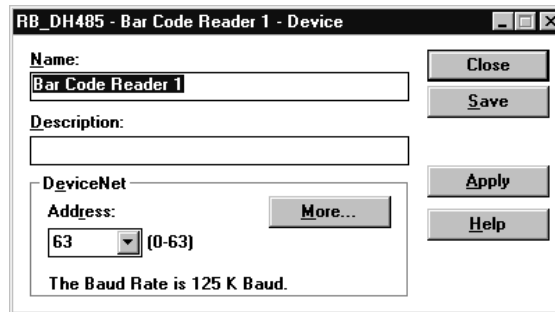 RB_DH485 - Bar Code Reader 1 - Device
Name:
Bar Code Reader 1
Description:
DeviceNet
Address:
63 (0-63)
More...
The Baud Rate is 125 K Baud.
Close
Save
Apply
Help